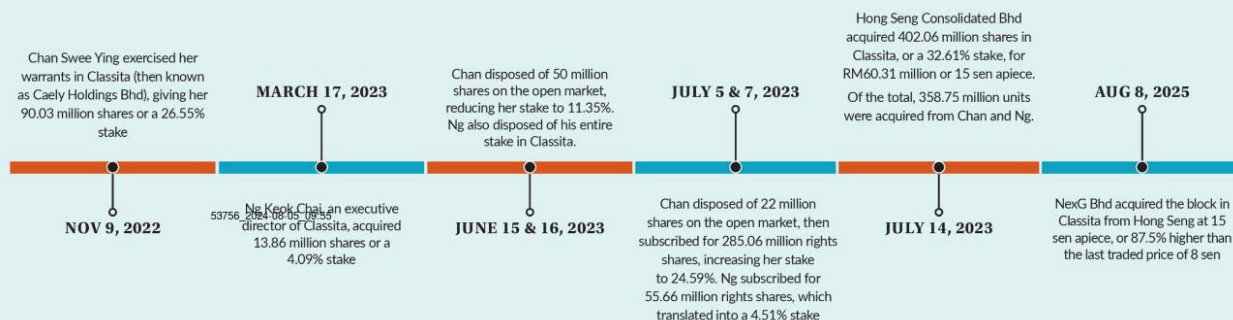 Chan Swee Ying exercised her
warrants in Classita (then known
as Caely Holdings Bhd), giving her
90.03 million shares or a 26.55%
stake
NOV 9, 2022
MARCH 17, 2023
Ng Keok Chai, an executive
director of Classita, acquired
13.86 million shares or a
4.09% stake
53756_2024-08-05_09:55
Chan disposed of 50 million
shares on the open market,
reducing her stake to 11.35%.
Ng also disposed of his entire
stake in Classita.
JUNE 15 & 16, 2023
JULY 5 & 7, 2023
Chan disposed of 22 million
shares on the open market, then
subscribed for 285.06 million rights
shares, increasing her stake
to 24.59%. Ng subscribed for
55.66 million rights shares, which
translated into a 4.51% stake
Hong Seng Consolidated Bhd
acquired 402.06 million shares in
Classita, or a 32.61% stake, for
RM60.31 million or 15 sen apiece.
Of the total, 358.75 million units
were acquired from Chan and Ng.
JULY 14, 2023
AUG 8, 2025
NexG Bhd acquired the block in
Classita from Hong Seng at 15
sen apiece, or 87.5% higher than
the last traded price of 8 sen